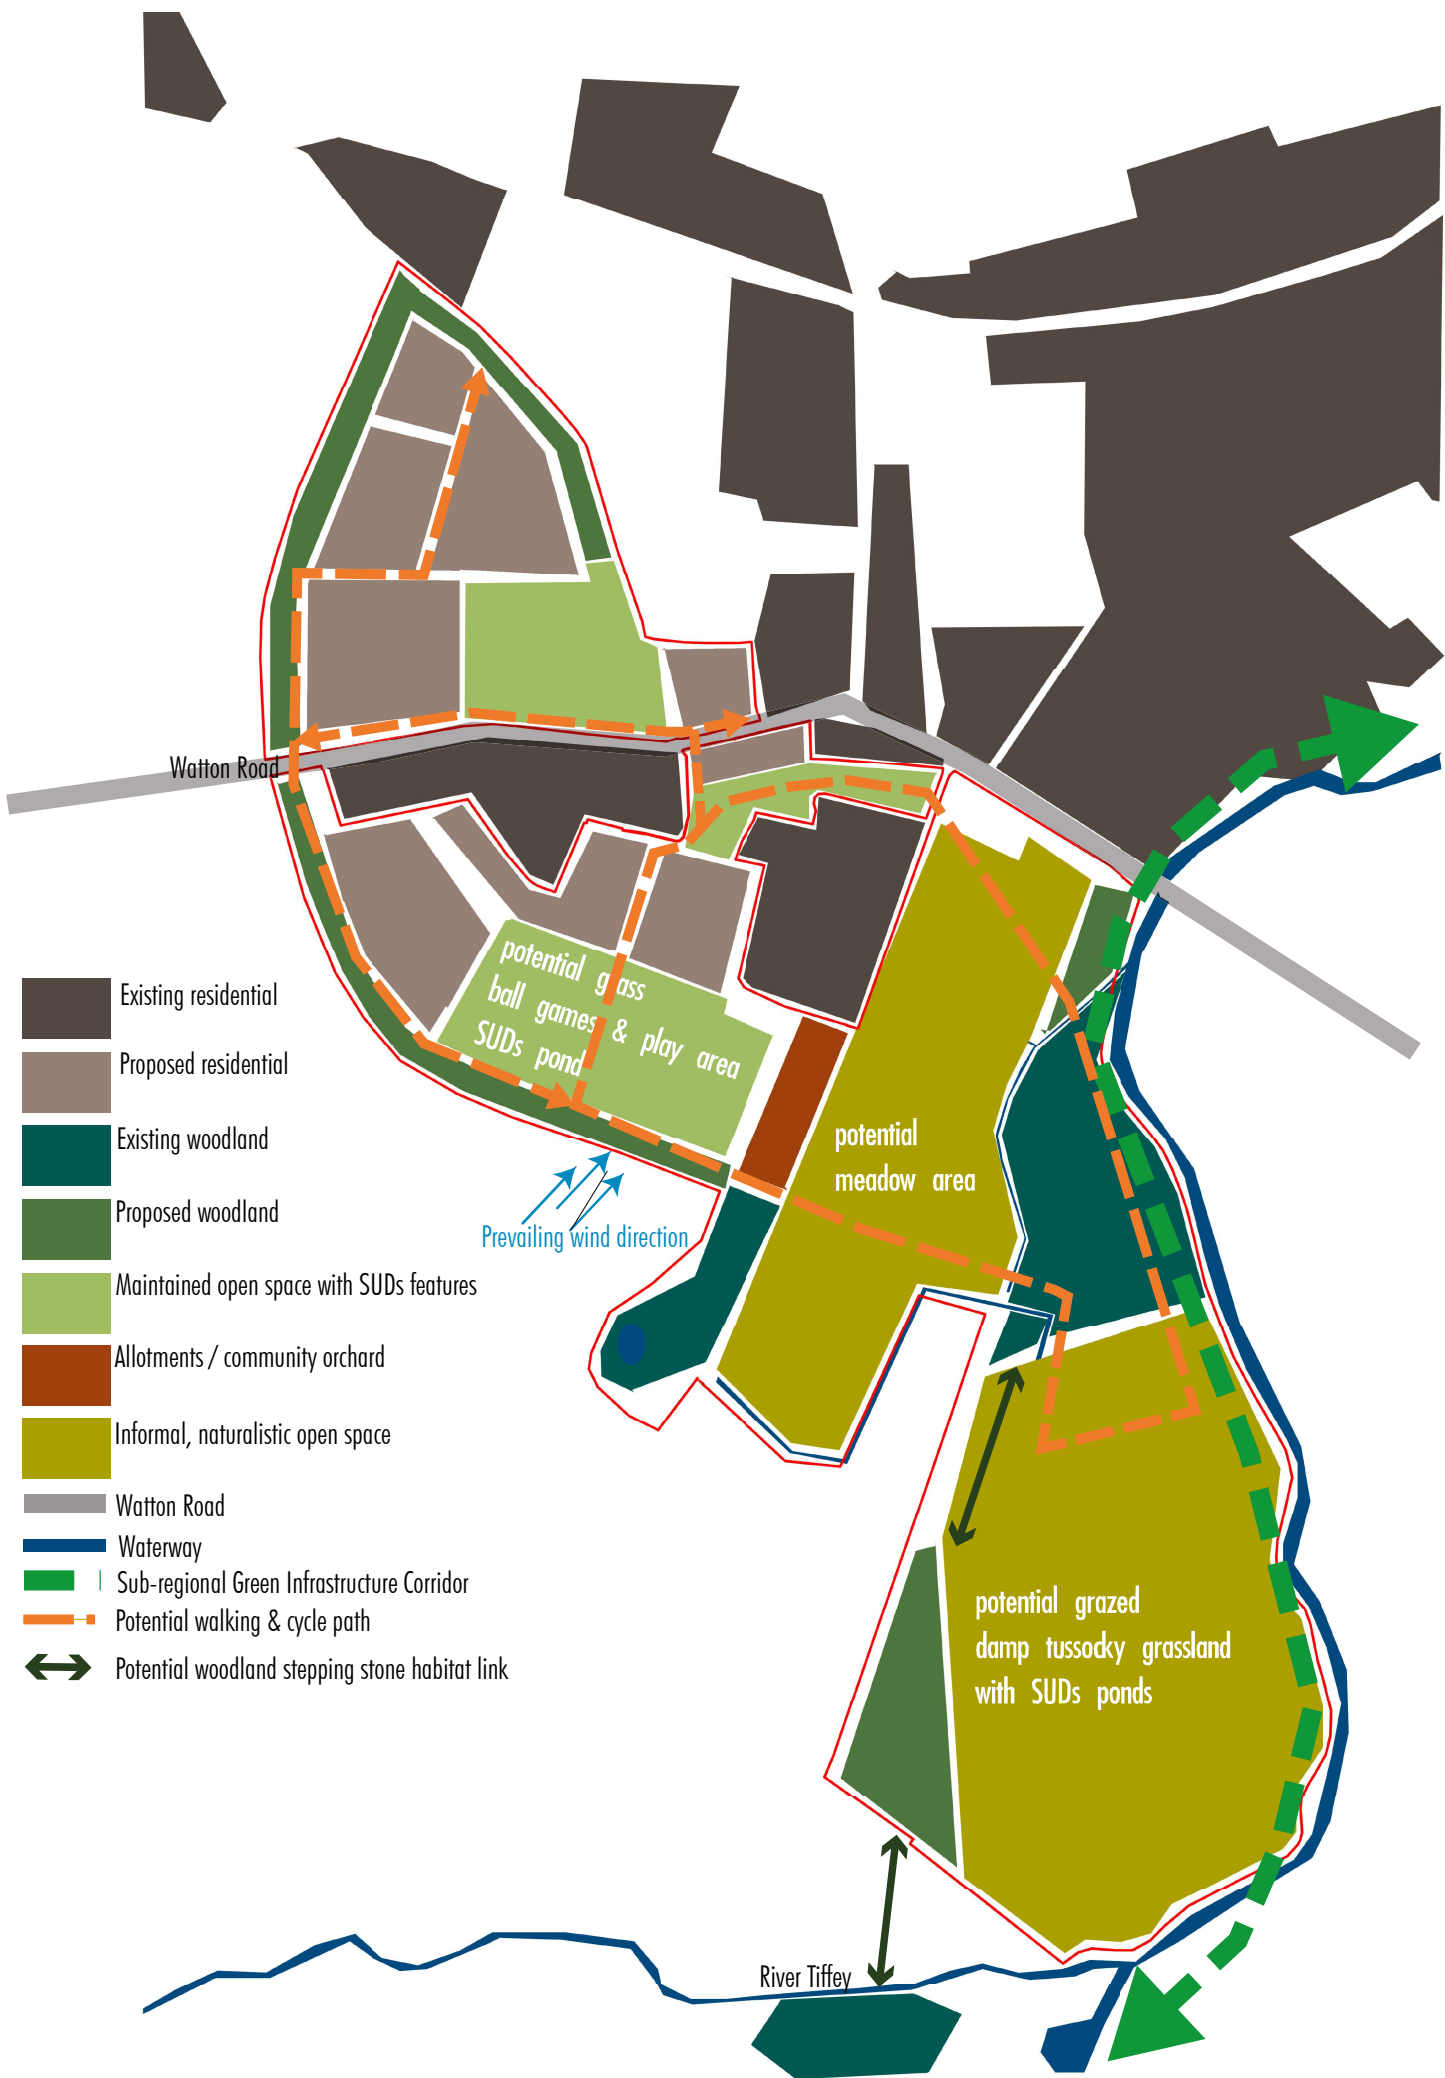 Watton Road
potential grass
ball games & play area
SUDs pond
potential
meadow area
Prevailing wind direction
Existing residential
Proposed residential
Existing woodland
Proposed woodland
Maintained open space with SUDs features
Allotments / community orchard
Informal, naturalistic open space
Watton Road
Waterway
Sub-regional Green Infrastructure Corridor
Potential walking & cycle path
Potential woodland stepping stone habitat link
potential grazed
damp tussocky grassland
with SUDs ponds
River Tiffey